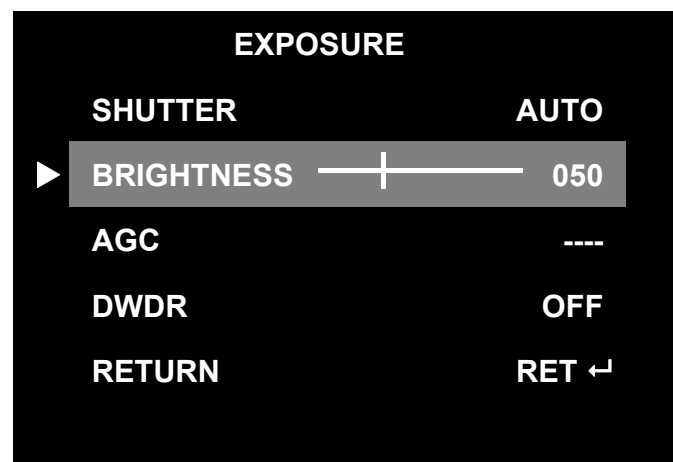 EXPOSURE
SHUTTER AUTO
BRIGHTNESS 050
AGC ----
DWDR OFF
RETURN RET ↵